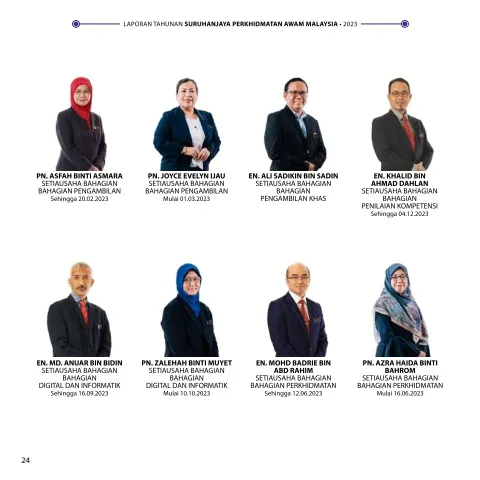 LAPORAN TAHUNAN SURUHANJAYA PERKHIDMATAN AWAM MALAYSIA • 2023
PN. ASFAH BINTI ASMARA
SETIAUSAHA BAHAGIAN
BAHAGIAN PENGAMBILAN
Sehingga 20.02.2023
PN. JOYCE EVELYN IJAU
SETIAUSAHA BAHAGIAN
BAHAGIAN PENGAMBILAN
Mulai 01.03.2023
EN. ALI SADIKIN BIN SADIN
SETIAUSAHA BAHAGIAN
BAHAGIAN
PENGAMBILAN KHAS
EN. KHALID BIN
AHMAD DAHLAN
SETIAUSAHA BAHAGIAN
BAHAGIAN
PENILAIAN KOMPETENSI
Sehingga 04.12.2023
EN. MD. ANUAR BIN BIDIN
SETIAUSAHA BAHAGIAN
BAHAGIAN
DIGITAL DAN INFORMATIK
Sehingga 16.09.2023
PN. ZALEHAH BINTI MUYET
SETIAUSAHA BAHAGIAN
BAHAGIAN
DIGITAL DAN INFORMATIK
Mulai 10.10.2023
EN. MOHD BADRIE BIN
ABD RAHIM
SETIAUSAHA BAHAGIAN
BAHAGIAN PERKHIDMATAN
Sehingga 12.06.2023
PN. AZRA HAIDA BINTI
BAHROM
SETIAUSAHA BAHAGIAN
BAHAGIAN PERKHIDMATAN
Mulai 16.06.2023
24